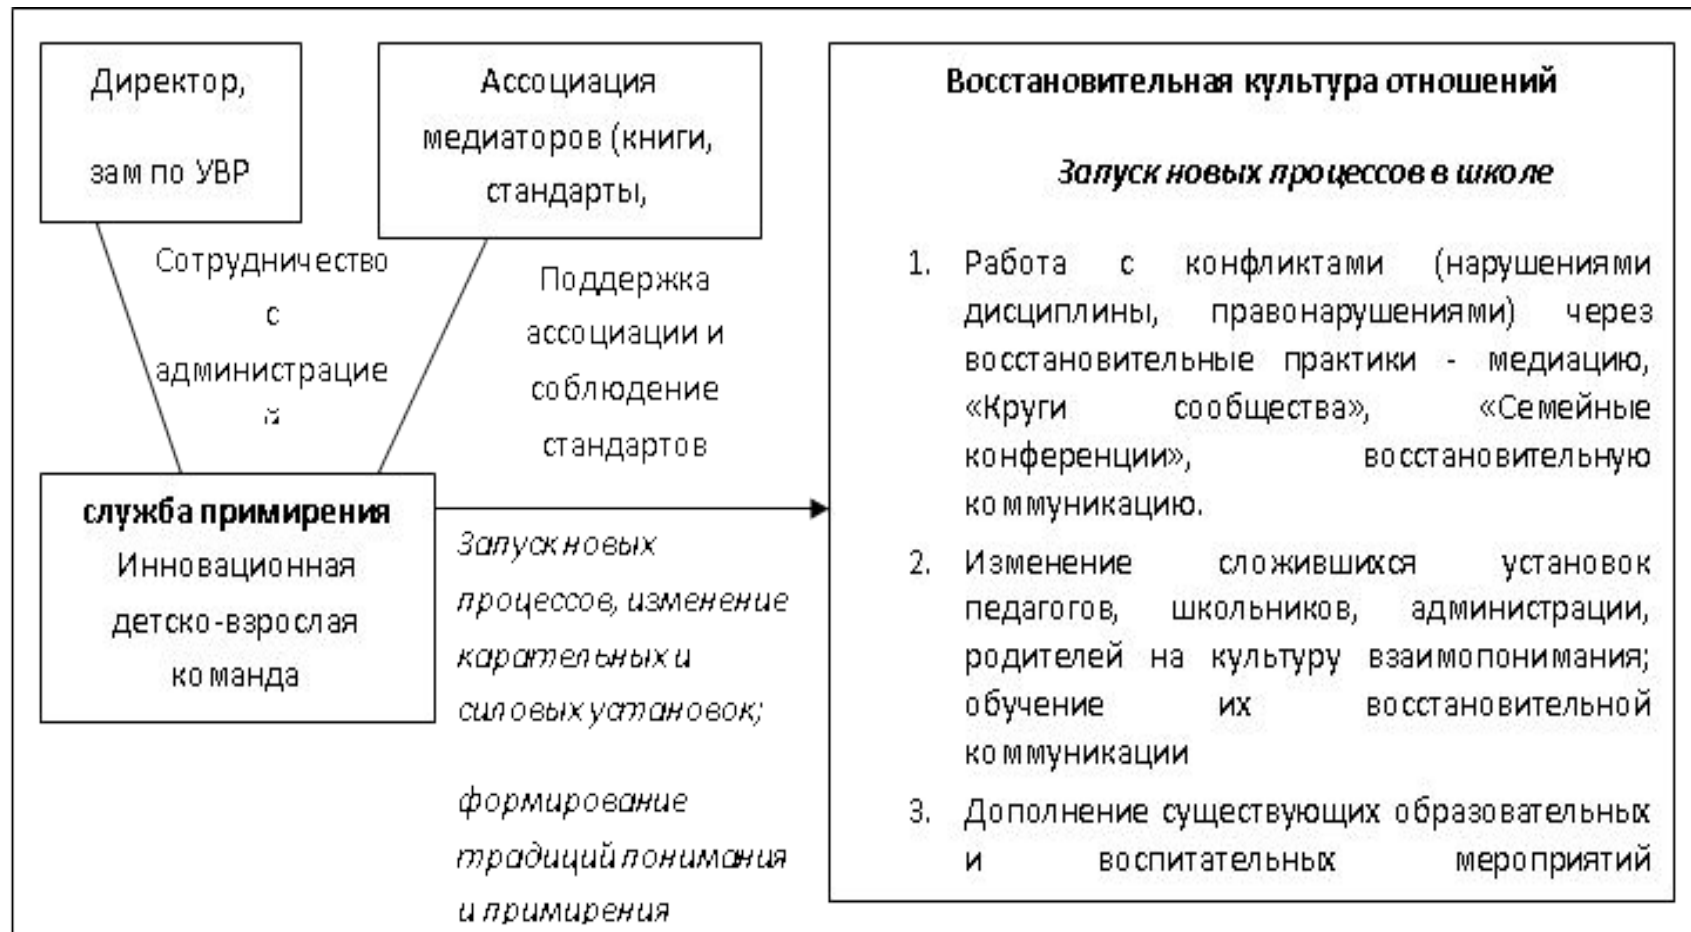 Директор,
зам по УВР
Ассоциация
медиаторов (книги,
стандарты,
Сотрудничество
с
администрацие
й
Поддержка
ассоциации и
соблюдение
стандартов
служба примирения
Инновационная
детско-взрослая
команда
Запуск новых
процессов, изменение
карательных и
силовых установок;
формирование
традиций понимания
и примирения
Восстановительная культура отношений
Запуск новых процессов в школе
1. Работа с конфликтами (нарушениями
дисциплины, правонарушениями) через
восстановительные практики - медиацию,
«Круги сообщества», «Семейные
конференции», восстановительную
коммуникацию.
2. Изменение сложившихся установок
педагогов, школьников, администрации,
родителей на культуру взаимопонимания;
обучение их восстановительной
коммуникации
3. Дополнение существующих образовательных
и воспитательных мероприятий